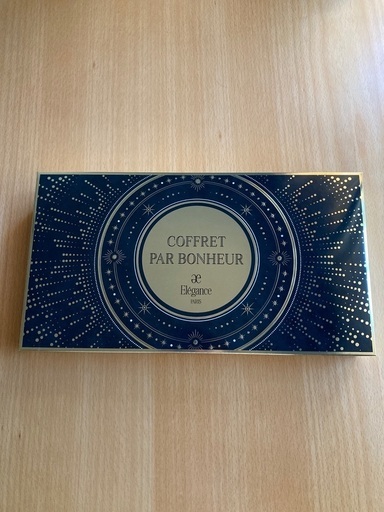 COFFRET
PAR BONHEUR
æ
Elégance
PARIS